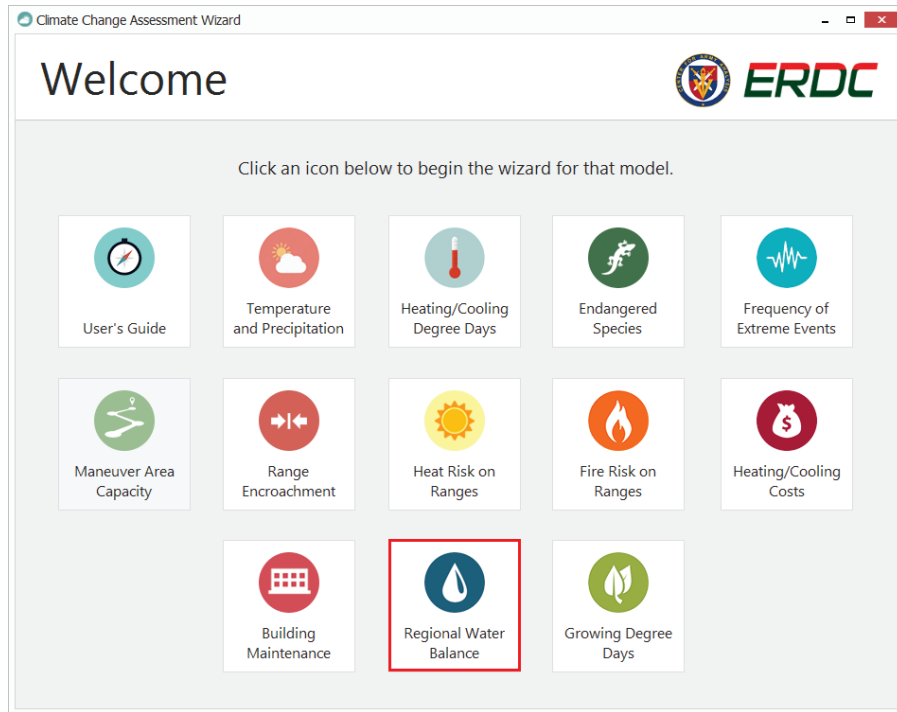 Climate Change Assessment Wizard
Welcome
ERDC
Click an icon below to begin the wizard for that model.
User's Guide
Temperature
and Precipitation
Heating/Cooling
Degree Days
Endangered
Species
Frequency of
Extreme Events
Maneuver Area
Capacity
Range
Encroachment
Heat Risk on
Ranges
Fire Risk on
Ranges
$
Heating/Cooling
Costs
Building
Maintenance
Regional Water
Balance
Growing Degree
Days